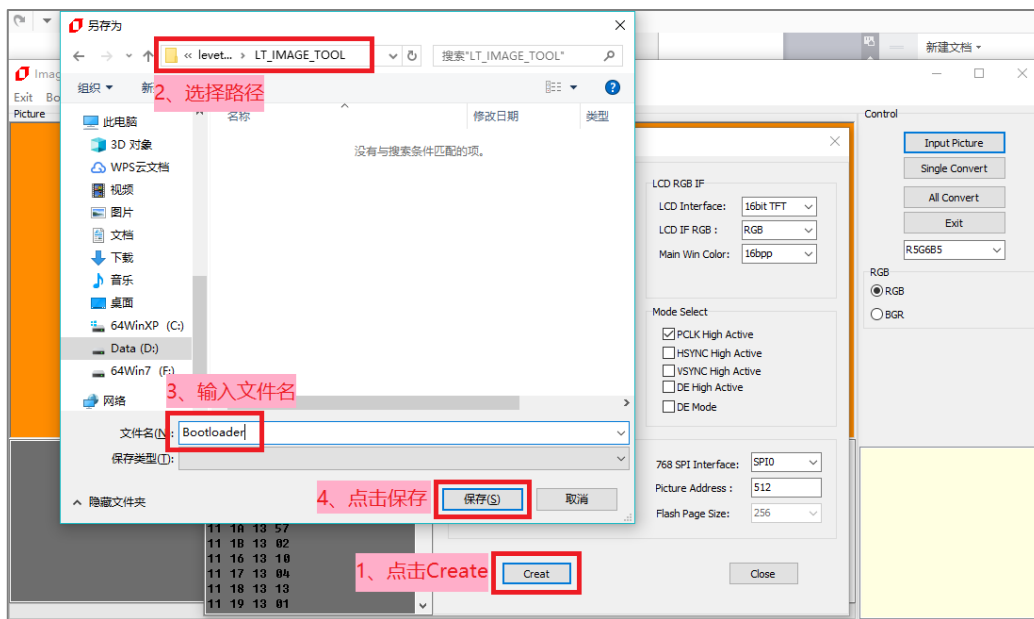 另存为
« levet... › LT_IMAGE_TOOL
搜索"LT_IMAGE_TOOL"
新建文档
组织
2、选择路径
Exit
Picture
名称
修改日期
类型
没有与搜索条件匹配的项。
此电脑
3D 对象
WPS云文档
视频
图片
文档
下载
音乐
桌面
64WinXP (C:)
Data (D:)
64Win7 (F:)
网络
3、输入文件名
文件名(N):
Bootloader
保存类型(T):
隐藏文件夹
4、点击保存
保存(S)
取消
LCD RGB IF
LCD Interface: 16bit TFT
LCD IF RGB : RGB
Main Win Color: 16bpp
Mode Select
PCLK High Active
HSYNC High Active
VSYNC High Active
DE High Active
DE Mode
768 SPI Interface: SPI0
Picture Address : 512
Flash Page Size: 256
11 1A 13 57
11 1B 13 02
11 16 13 10
11 17 13 04
11 18 13 13
11 19 13 01
1、点击Create
Creat
Close
Control
Input Picture
Single Convert
All Convert
Exit
R5G6B5
RGB
RGB
BGR